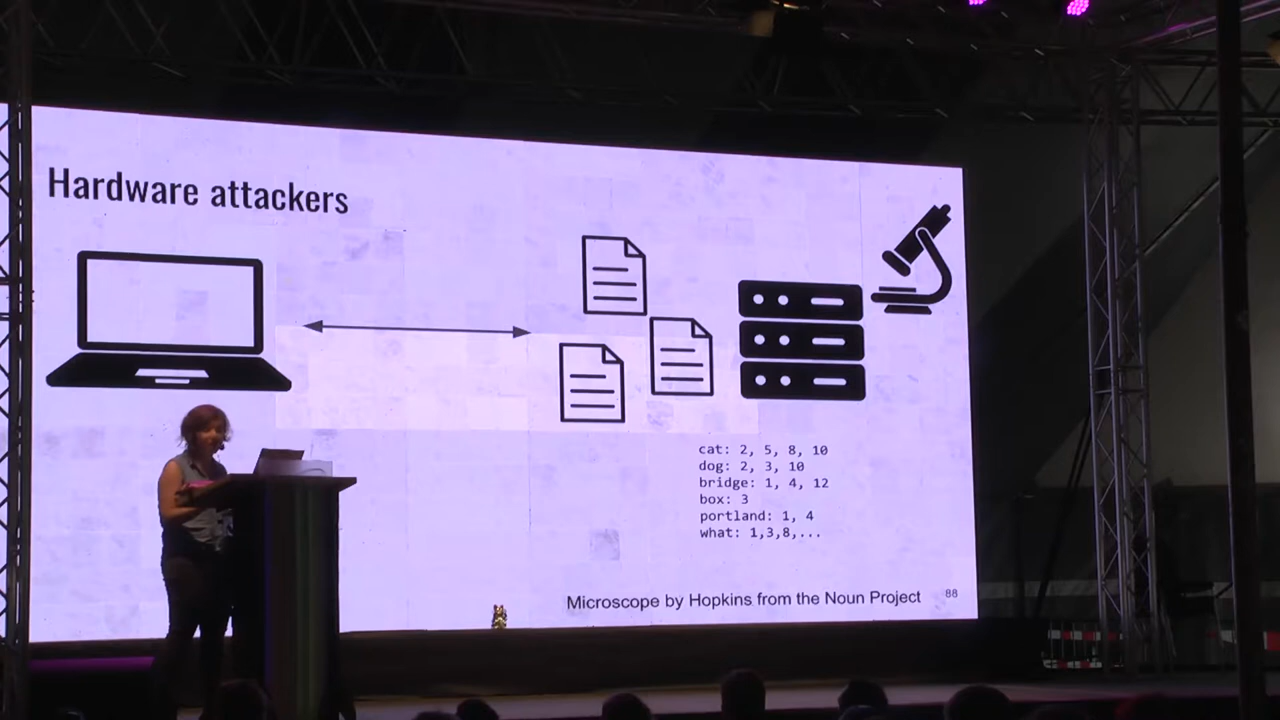 Hardware attackers
cat: 2, 5, 8, 10
dog: 2, 3, 10
bridge: 1, 4, 12
box: 3
portland: 1, 4
what: 1,3,8,...
Microscope by Hopkins from the Noun Project
88